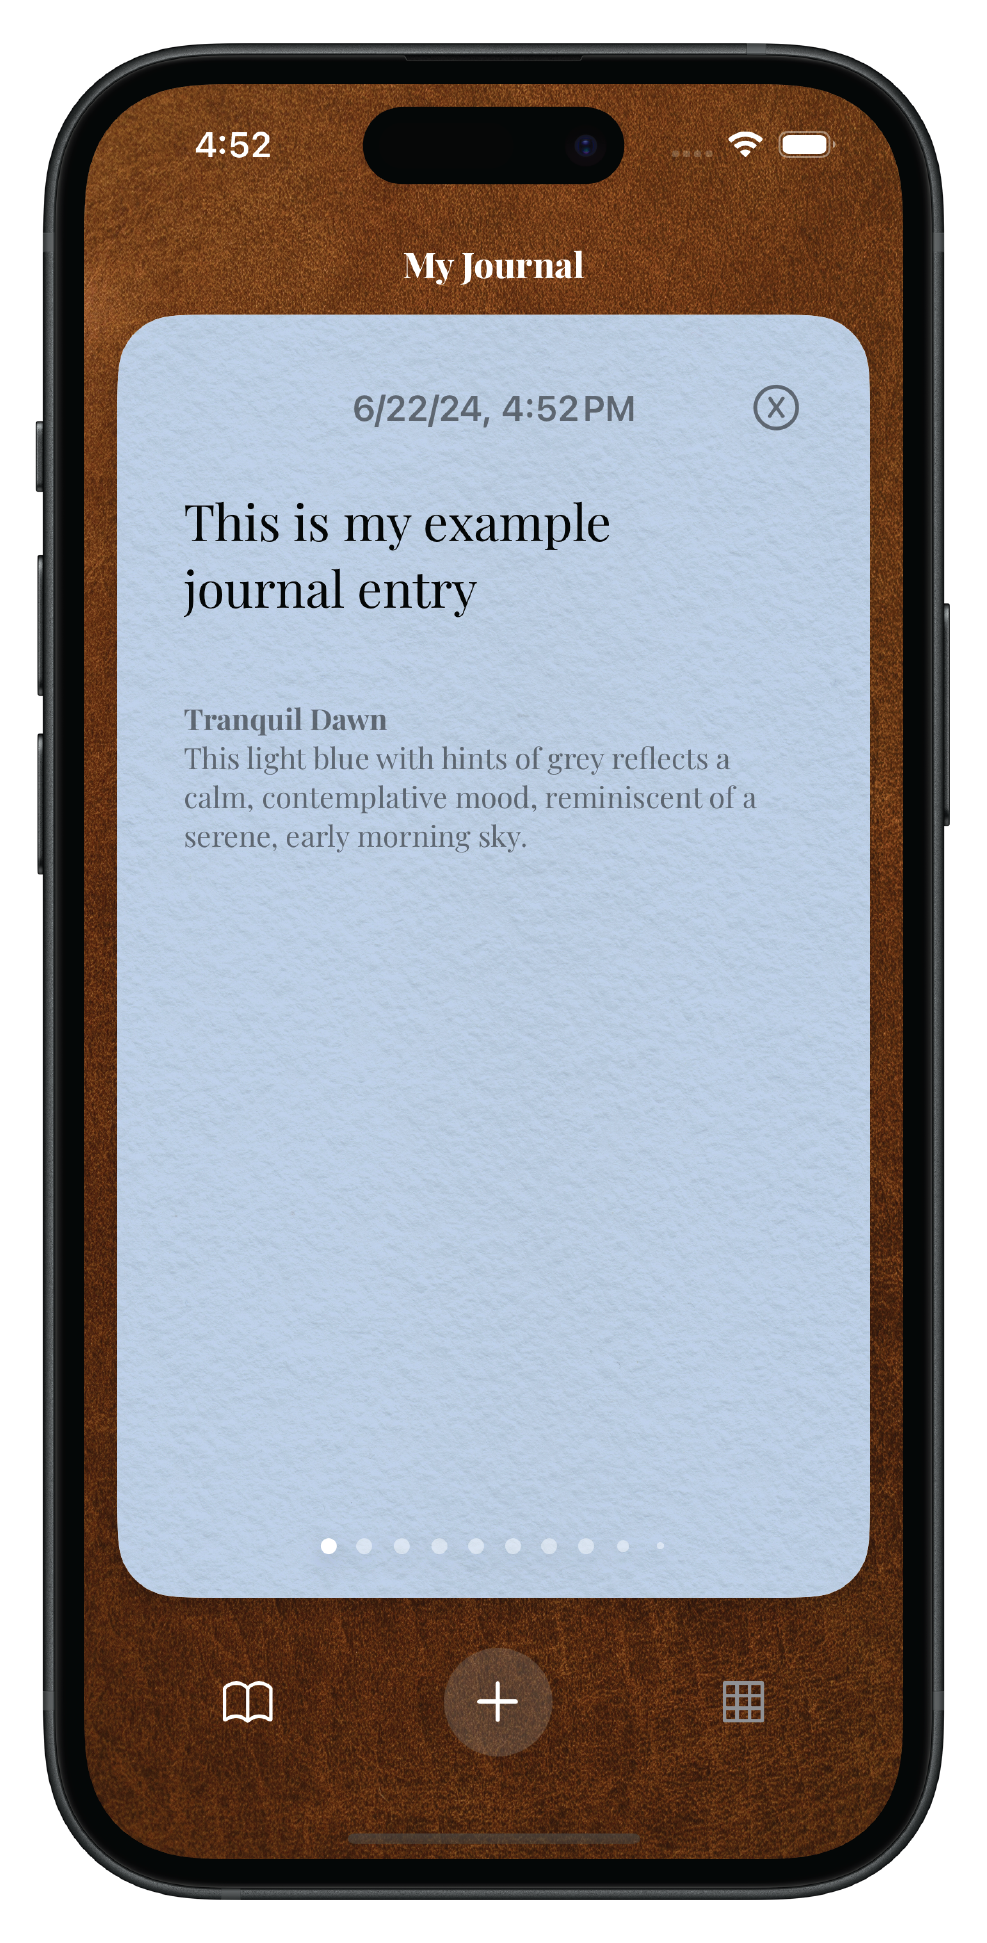 4:52
My Journal
6/22/24, 4:52 PM
This is my example
journal entry
Tranquil Dawn
This light blue with hints of grey reflects a
calm, contemplative mood, reminiscent of a
serene, early morning sky.